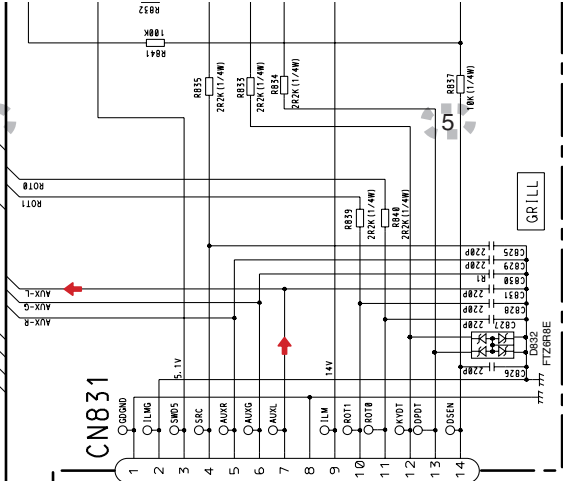 R832
100K
R841
R835
2R2K(1/4W)
R833
2R2K(1/4W)
R834
2R2K(1/4W)
R837
10K(1/4W)
5
ROT0
ROT1
R839
2R2K(1/4W)
R840
2R2K(1/4W)
GRILL
220P
C825
220P
C829
R1
C830
220P
C831
220P
C828
220P
C827
D832
FTZ6R8E
220P
C826
AUX-L
AUX-G
AUX-R
5.1V
14V
CN831
GDGND
ILMG
SWD5
SRC
AUXR
AUXG
AUXL
ILM
ROT1
ROT0
KYDT
DPDT
DSEN
1
2
3
4
5
6
7
8
9
10
11
12
13
14